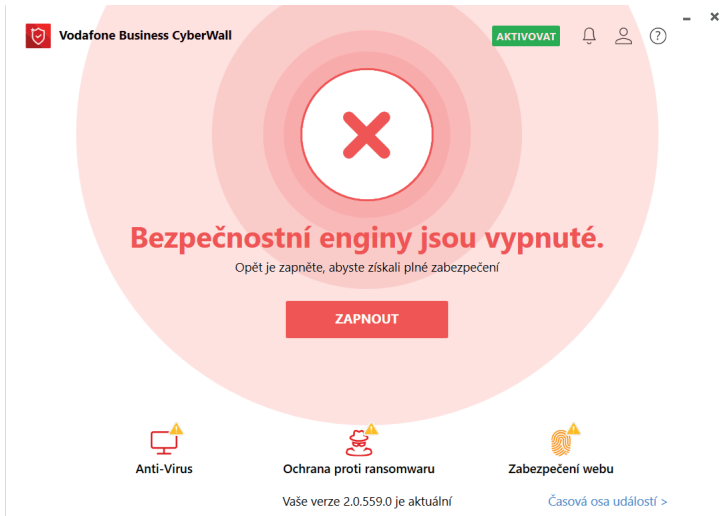 Vodafone Business CyberWall
AKTIVOVAT
Bezpečnostní enginy jsou vypnuté.
Opět je zapněte, abyste získali plné zabezpečení
ZAPNOUT
Anti-Virus
Ochrana proti ransomwaru
Zabezpečení webu
Vaše verze 2.0.559.0 je aktuální
Časová osa událostí >